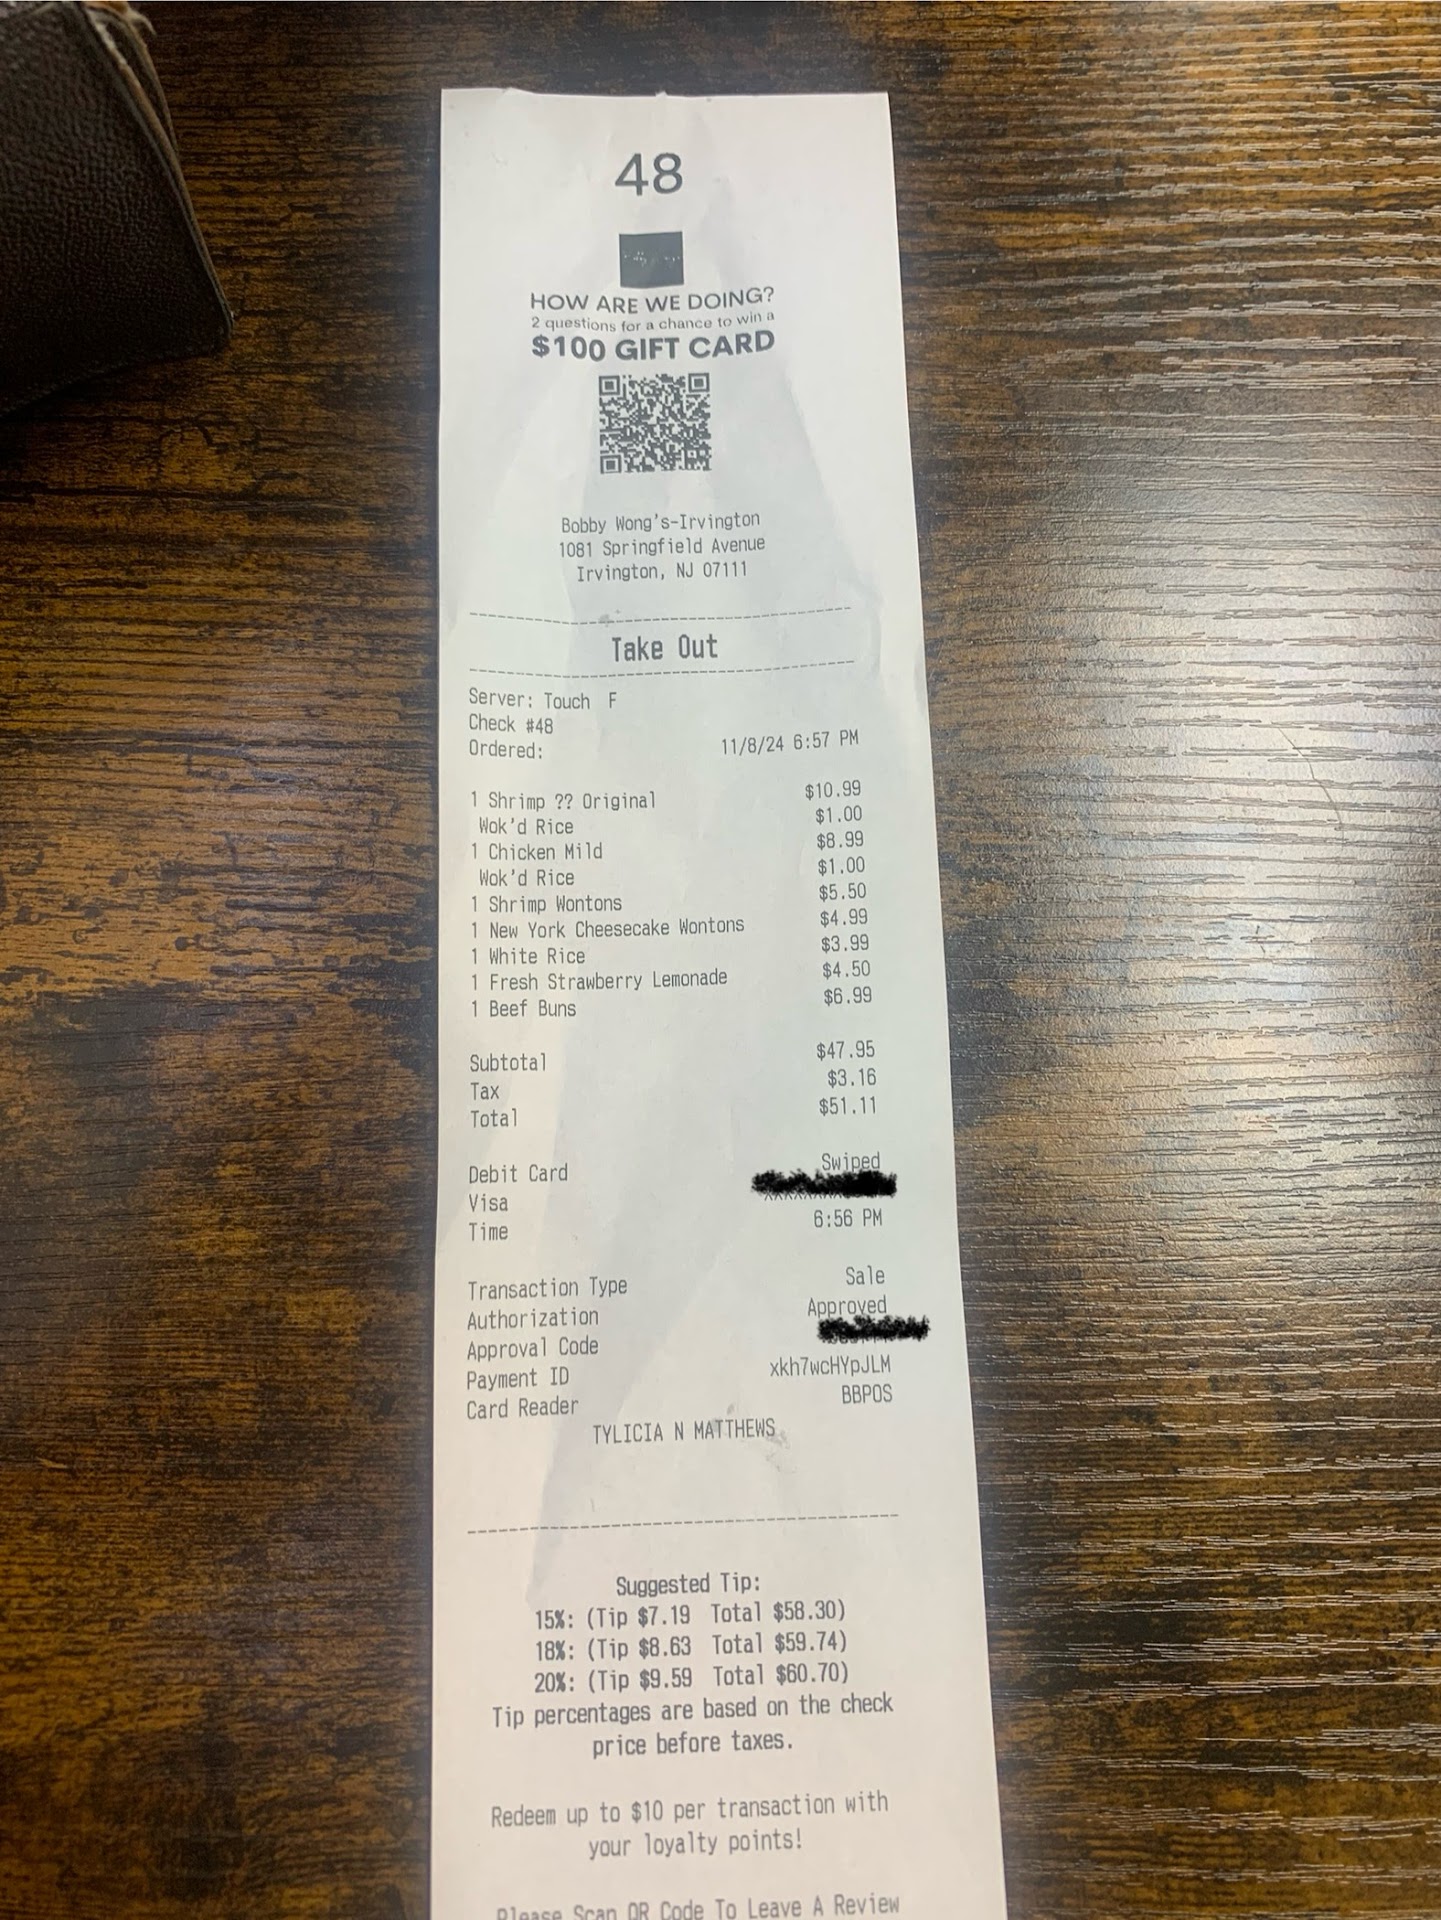 48
HOW ARE WE DOING?
2 questions for a chance to win a
$100 GIFT CARD
Bobby Wong's-Irvington
1081 Springfield Avenue
Irvington, NJ 07111
Take Out
Server: Touch F
Check #48
Ordered: 11/8/24 6:57 PM
1 Shrimp ?? Original $10.99
Wok'd Rice $1.00
1 Chicken Mild $8.99
Wok'd Rice $1.00
1 Shrimp Wontons $5.50
1 New York Cheesecake Wontons $4.99
1 White Rice $3.99
1 Fresh Strawberry Lemonade $4.50
1 Beef Buns $6.99
Subtotal $47.95
Tax $3.16
Total $51.11
Debit Card Swiped
Visa
Time 6:56 PM
Transaction Type Sale
Authorization Approved
Approval Code
Payment ID xkh7wcHYpJLM
Card Reader BBPOS
TYLICIA N MATTHEWS
Suggested Tip:
15%: (Tip $7.19 Total $58.30)
18%: (Tip $8.63 Total $59.74)
20%: (Tip $9.59 Total $60.70)
Tip percentages are based on the check
price before taxes.
Redeem up to $10 per transaction with
your loyalty points!
Please Scan QR Code To Leave A Review